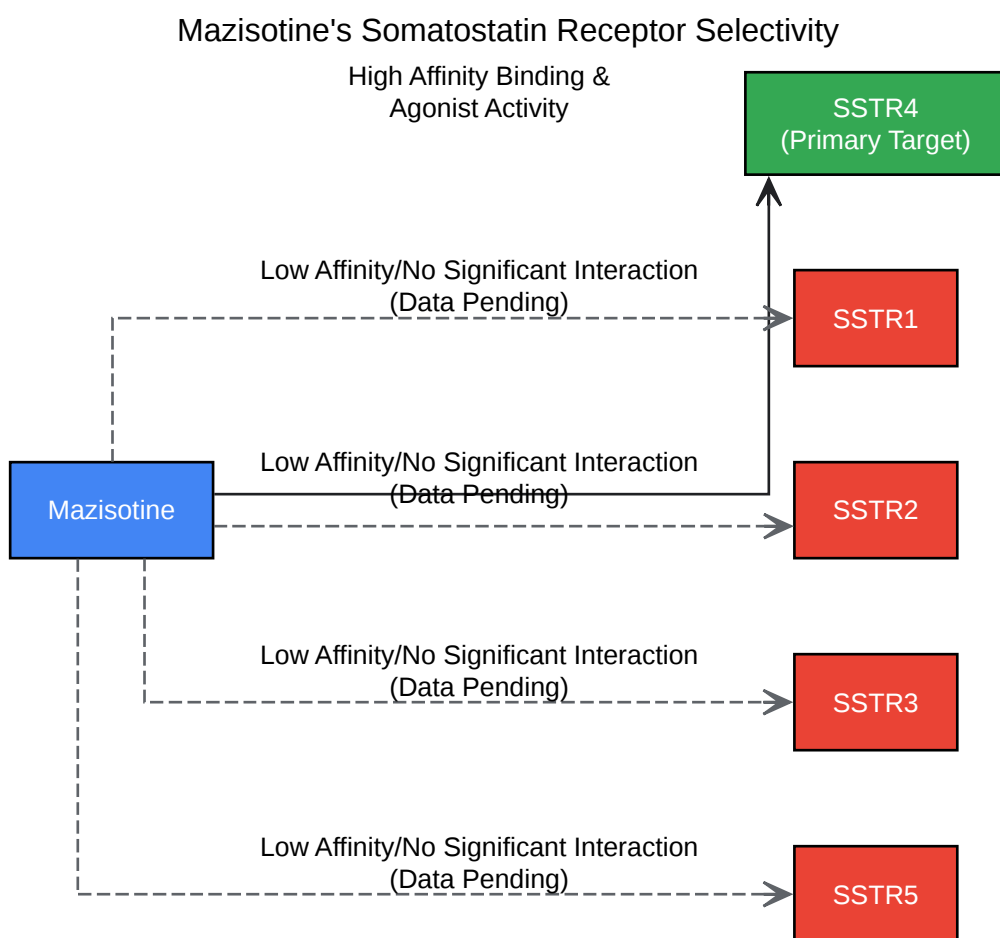 Mazisotine's Somatostatin Receptor Selectivity
High Affinity Binding &
Agonist Activity
SSTR4
(Primary Target)
Low Affinity/No Significant Interaction
(Data Pending)
SSTR1
Mazisotine
Low Affinity/No Significant Interaction
(Data Pending)
SSTR2
Low Affinity/No Significant Interaction
(Data Pending)
SSTR3
Low Affinity/No Significant Interaction
(Data Pending)
SSTR5